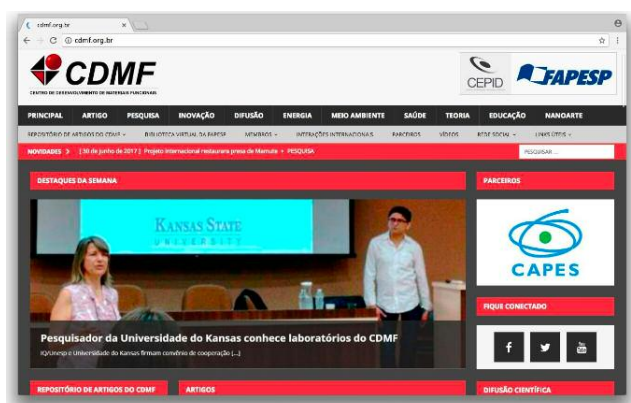 cdmf.org.br
cdmf.org.br
CDMF
CENTRO DE DESENVOLVIMENTO DE MATERIAIS FUNCIONAIS
CEPID
FAPESP
PRINCIPAL ARTIGO PESQUISA INOVAÇÃO DIFUSÃO ENERGIA MEIO AMBIENTE SAÚDE TEORIA EDUCAÇÃO NANOARTE
REPOSITÓRIO DE ARTIGOS DO CDMF BIBLIOTECA VIRTUAL DA FAPESP MEMBROS INTERAÇÕES INTERNACIONAIS PARCEIROS VÍDEOS REDE SOCIAL LINKS ÚTEIS
NOVIDADES [ 30 de junho de 2017 ] Projeto internacional restaurara presa de Mamute PESQUISA PESQUISAR ...
DESTAQUES DA SEMANA
PARCEIROS
KANSAS STATE
UNIVERSITY
CAPES
Pesquisador da Universidade do Kansas conhece laboratórios do CDMF
IQ/Unesp e Universidade do Kansas firmam convênio de cooperação [...]
FIQUE CONECTADO
You
REPOSITÓRIO DE ARTIGOS DO CDMF
ARTIGOS
DIFUSÃO CIENTÍFICA